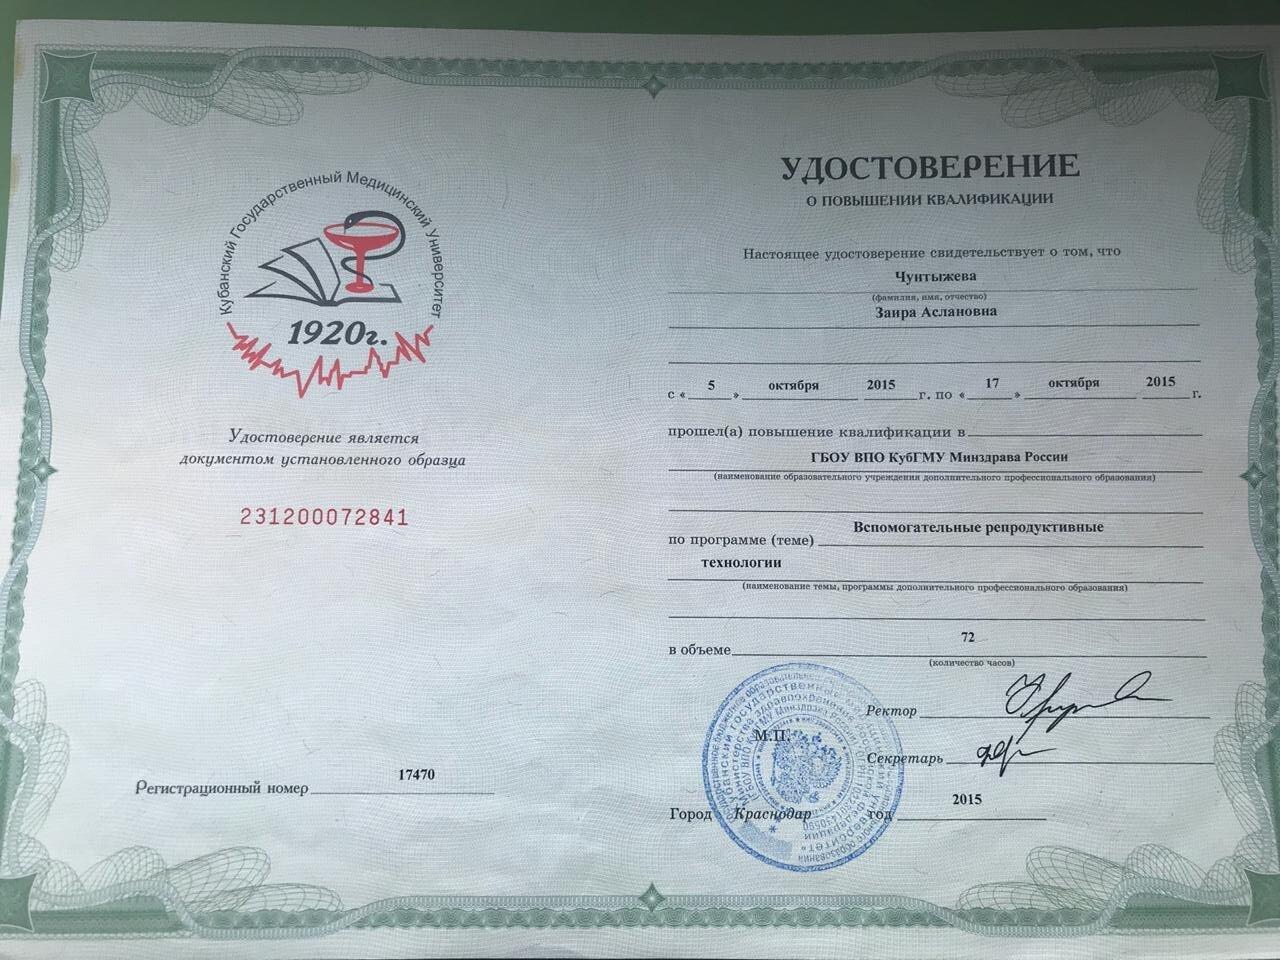 Кубанский Государственный Медицинский Университет
1920г.
Удостоверение является
документом установленного образца
231200072841
Регистрационный номер 17470
УДОСТОВЕРЕНИЕ
О ПОВЫШЕНИИ КВАЛИФИКАЦИИ
Настоящее удостоверение свидетельствует о том, что
Чунтыжева
(фамилия, имя, отчество)
Заира Аслановна
с « 5 » октября 2015 г. по « 17 » октября 2015 г.
прошел(а) повышение квалификации в
ГБОУ ВПО КубГМУ Минздрава России
(наименование образовательного учреждения дополнительного профессионального образования)
Вспомогательные репродуктивные
по программе (теме)
технологии
(наименование темы, программы дополнительного профессионального образования)
72
в объеме
(количество часов)
Ректор
М.П.
Секретарь
Город Краснодар год 2015